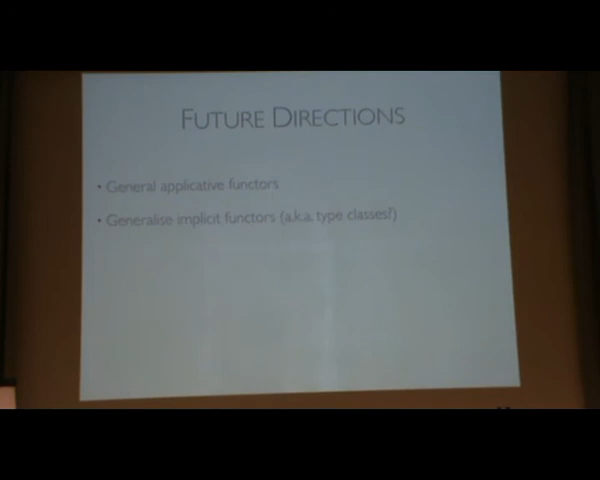 FUTURE DIRECTIONS
• General applicative functors
• Generalise implicit functors (a.k.a. type classes?)